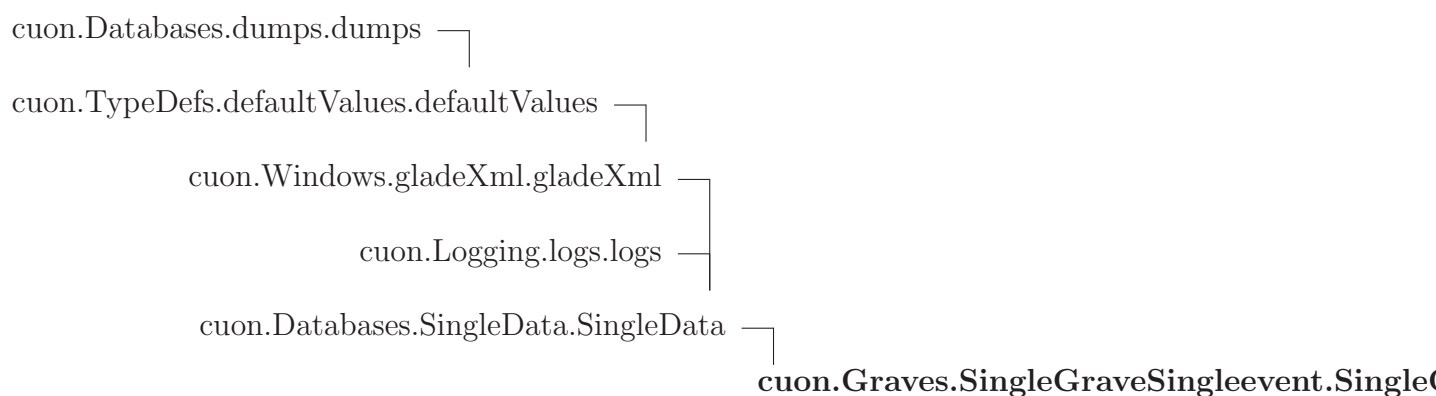 cuon.Databases.dumps.dumps
cuon.TypeDefs.defaultValues.defaultValues
cuon.Windows.gladeXml.gladeXml
cuon.Logging.logs.logs
cuon.Databases.SingleData.SingleData
cuon.Graves.SingleGraveSingleevent.Single